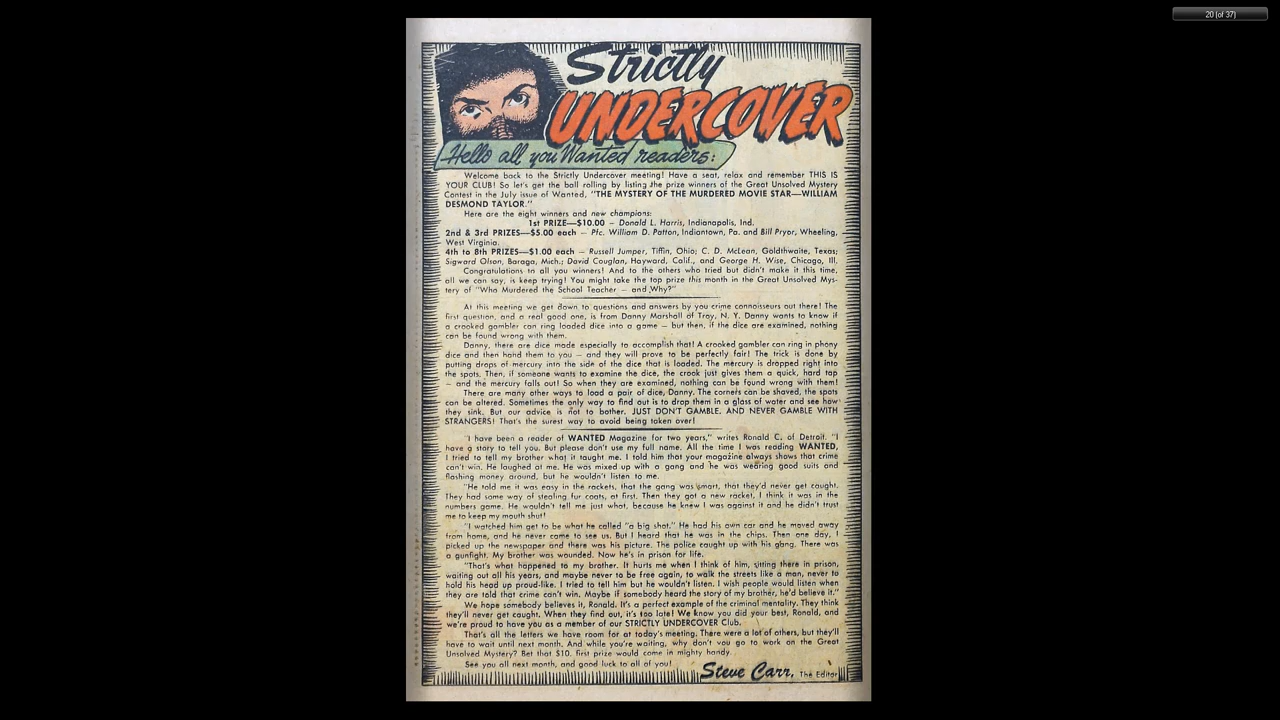 20 (of 37)
Strictly
UNDERCOVER
Hello all you Wanted readers:
Welcome back to the Strictly Undercover meeting! Have a seat, relax and remember THIS IS
YOUR CLUB! So let's get the ball rolling by listing the prize winners of the Great Unsolved Mystery
Contest in the July issue of Wanted, "THE MYSTERY OF THE MURDERED MOVIE STAR—WILLIAM
DESMOND TAYLOR."
Here are the eight winners and new champions:
1st PRIZE—$10.00 — Donald L. Harris, Indianapolis, Ind.
2nd & 3rd PRIZES—$5.00 each — Pfc. William D. Patton, Indiantown, Pa. and Bill Pryor, Wheeling,
West Virginia.
4th to 8th PRIZES—$1.00 each — Russell Jumper, Tiffin, Ohio; C. D. McLean, Goldthwaite, Texas;
Sigward Olson, Baraga, Mich.; David Couglan, Hayward, Calif., and George H. Wise, Chicago, Ill.
Congratulations to all you winners! And to the others who tried but didn't make it this time,
all we can say, is keep trying! You might take the top prize this month in the Great Unsolved Mys-
tery of "Who Murdered the School Teacher — and Why?"
At this meeting we get down to questions and answers by you crime connoisseurs out there! The
first question, and a real good one, is from Danny Marshall of Troy, N. Y. Danny wants to know if
a crooked gambler can ring loaded dice into a game — but then, if the dice are examined, nothing
can be found wrong with them.
Danny, there are dice made especially to accomplish that! A crooked gambler can ring in phony
dice and then hand them to you — and they will prove to be perfectly fair! The trick is done by
putting drops of mercury into the side of the dice that is loaded. The mercury is dropped right into
the spots. Then, if someone wants to examine the dice, the crook just gives them a quick, hard tap
— and the mercury falls out! So when they are examined, nothing can be found wrong with them!
There are many other ways to load a pair of dice, Danny. The corners can be shaved, the spots
can be altered. Sometimes the only way to find out is to drop them in a glass of water and see how
they sink. But our advice is not to bother. JUST DON'T GAMBLE. AND NEVER GAMBLE WITH
STRANGERS! That's the surest way to avoid being taken over!
"I have been a reader of WANTED Magazine for two years," writes Ronald C. of Detroit. "I
have a story to tell you. But please don't use my full name. All the time I was reading WANTED,
I tried to tell my brother what it taught me. I told him that your magazine always shows that crime
can't win. He laughed at me. He was mixed up with a gang and he was wearing good suits and
flashing money around, but he wouldn't listen to me.
"He told me it was easy in the rackets, that the gang was smart, that they'd never get caught.
They had some way of stealing fur coats, at first. Then they got a new racket. I think it was in the
numbers game. He wouldn't tell me just what, because he knew I was against it and he didn't trust
me to keep my mouth shut!
"I watched him get to be what he called "a big shot." He had his own car and he moved away
from home, and he never came to see us. But I heard that he was in the chips. Then one day, I
picked up the newspaper and there was his picture. The police caught up with his gang. There was
a gunfight. My brother was wounded. Now he's in prison for life.
"That's what happened to my brother. It hurts me when I think of him, sitting there in prison,
waiting out all his years, and maybe never to be free again, to walk the streets like a man, never to
hold his head up proud-like. I tried to tell him but he wouldn't listen. I wish people would listen when
they are told that crime can't win. Maybe if somebody heard the story of my brother, he'd believe it."
We hope somebody believes it, Ronald. It's a perfect example of the criminal mentality. They think
they'll never get caught. When they find out, it's too late! We know you did your best, Ronald, and
we're proud to have you as a member of our STRICTLY UNDERCOVER Club.
That's all the letters we have room for at today's meeting. There were a lot of others, but they'll
have to wait until next month. And while you're waiting, why don't you go to work on the Great
Unsolved Mystery? Bet that $10. first prize would come in mighty handy.
See you all next month, and good luck to all of you!
Steve Carr, The Editor